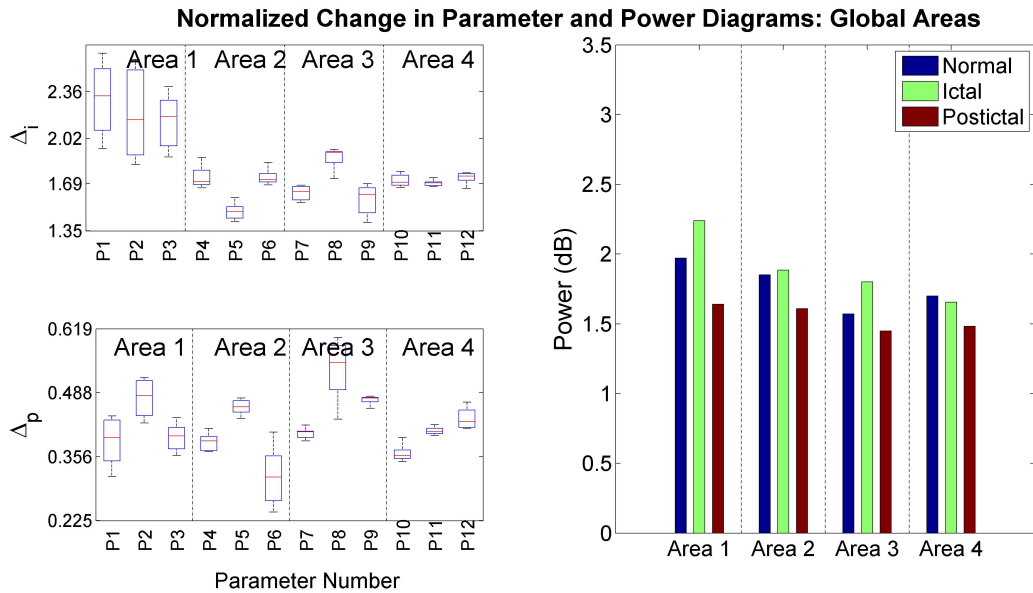 Normalized Change in Parameter and Power Diagrams: Global Areas
Δi
2.36
2.02
1.69
1.35
Area 1
Area 2
Area 3
Area 4
P1
P2
P3
P4
P5
P6
P7
P8
P9
P10
P11
P12
Δp
0.619
0.488
0.356
0.225
Area 1
Area 2
Area 3
Area 4
P1
P2
P3
P4
P5
P6
P7
P8
P9
P10
P11
P12
Parameter Number
Power (dB)
3.5
3
2.5
2
1.5
1
0.5
0
Normal
Ictal
Postictal
Area 1
Area 2
Area 3
Area 4